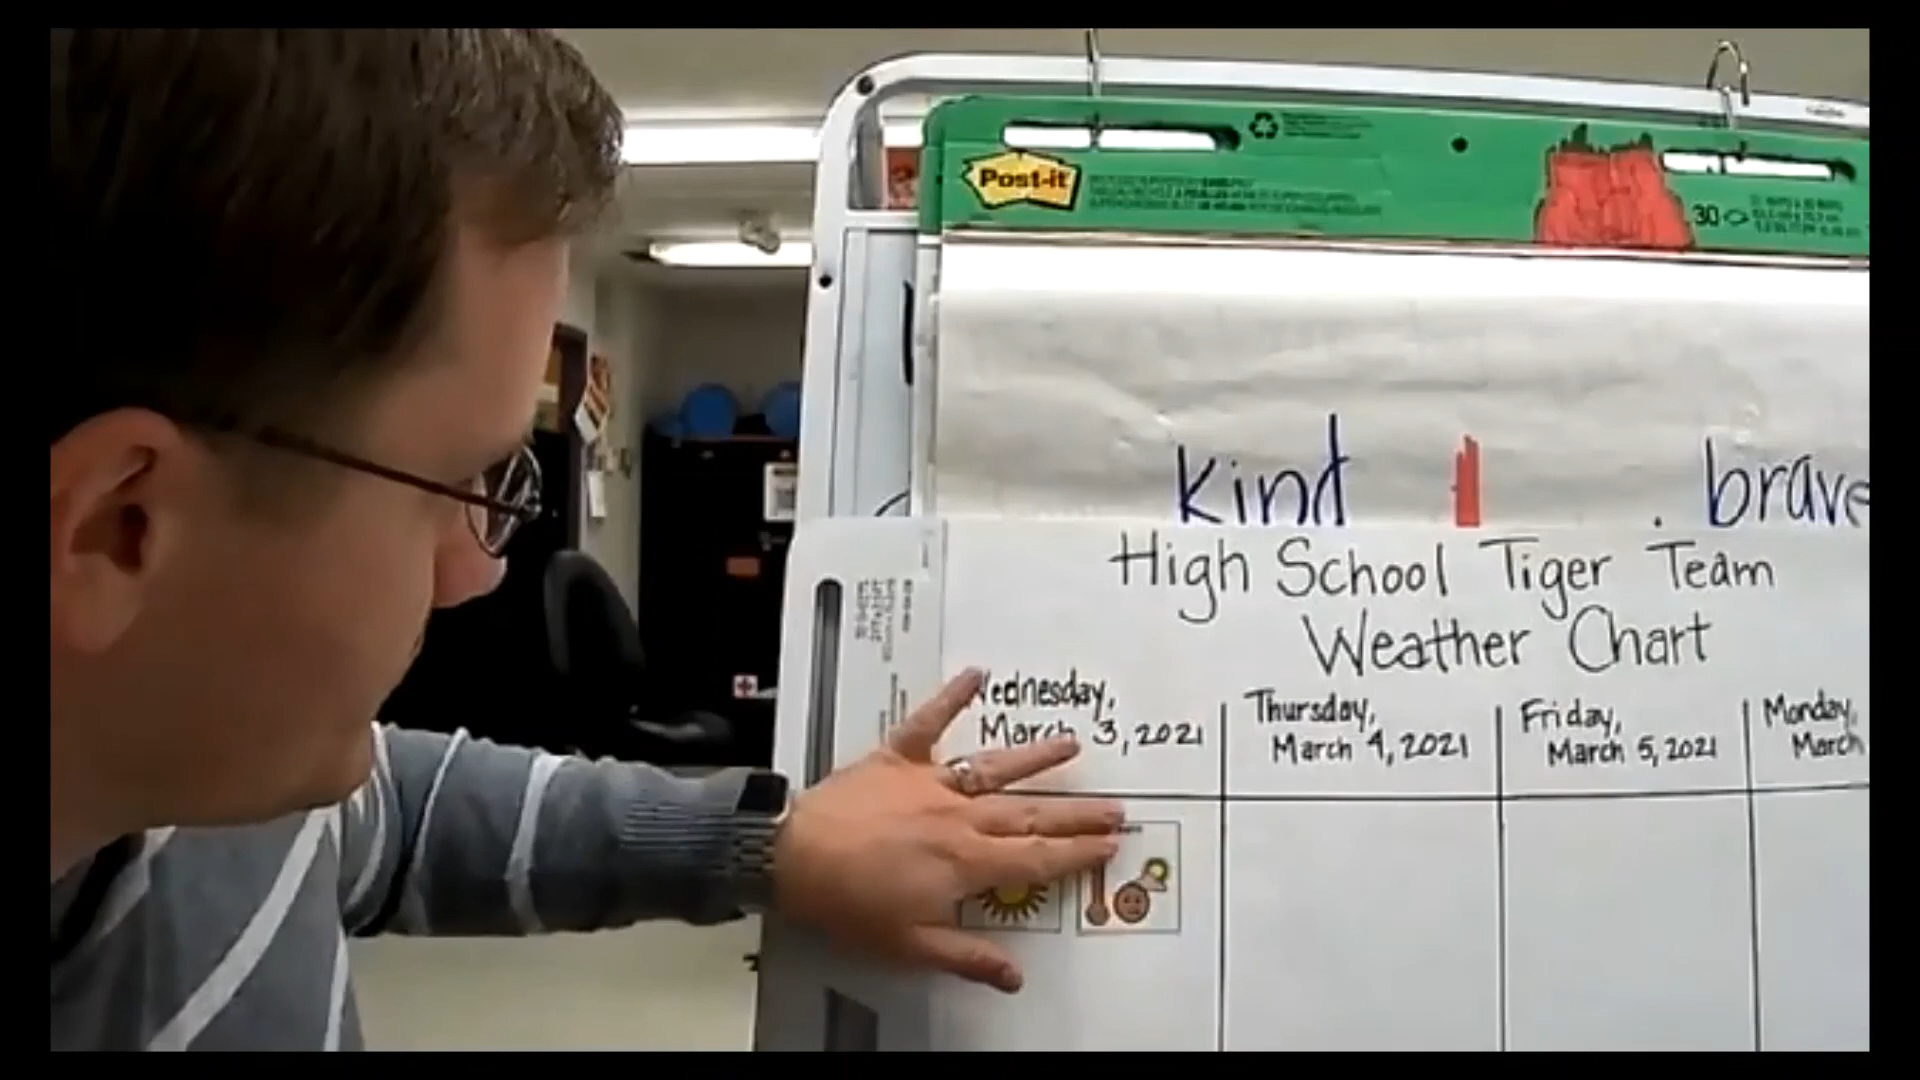 Post-it
30
kind brave
High School Tiger Team
Weather Chart
Wednesday,
March 3, 2021
Thursday,
March 4, 2021
Friday,
March 5, 2021
Monday,
March